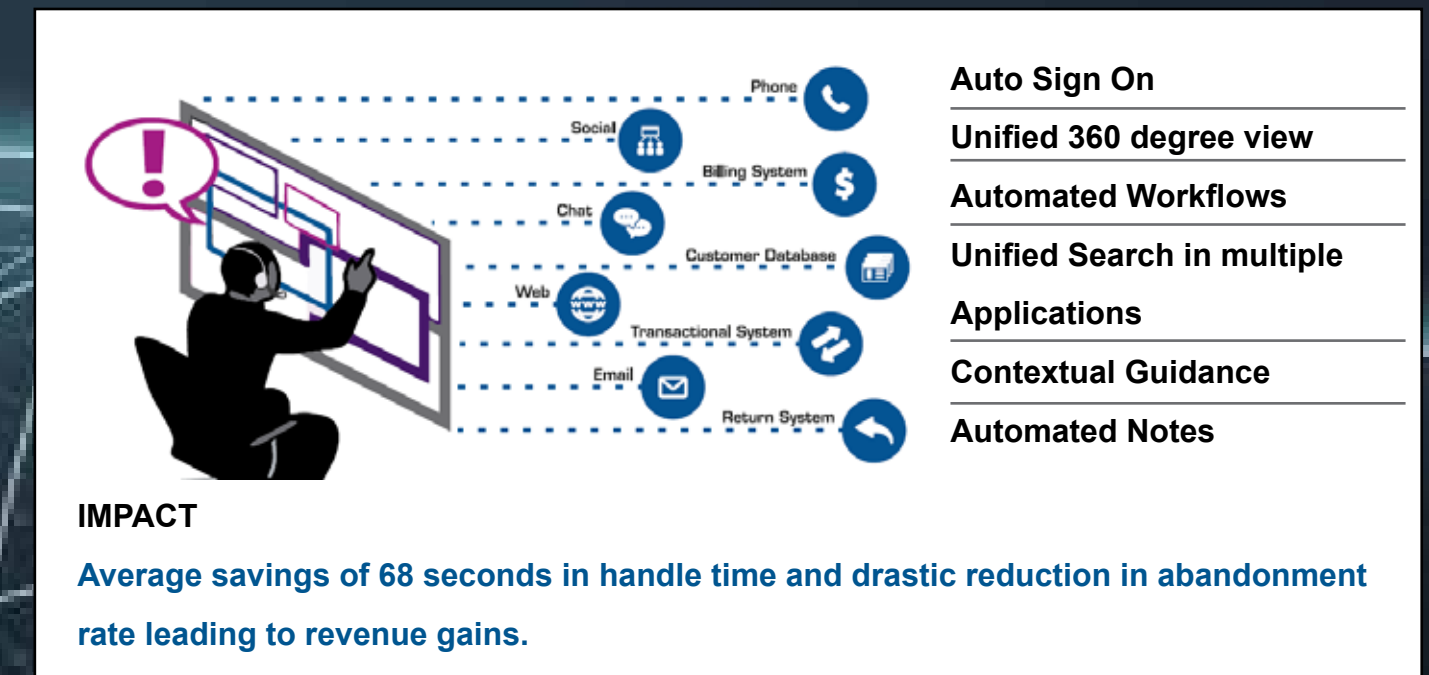 Phone
Social
Billing System
Chat
Customer Database
Web
www
Transactional System
Email
Return System
Auto Sign On
Unified 360 degree view
Automated Workflows
Unified Search in multiple
Applications
Contextual Guidance
Automated Notes
IMPACT
Average savings of 68 seconds in handle time and drastic reduction in abandonment
rate leading to revenue gains.